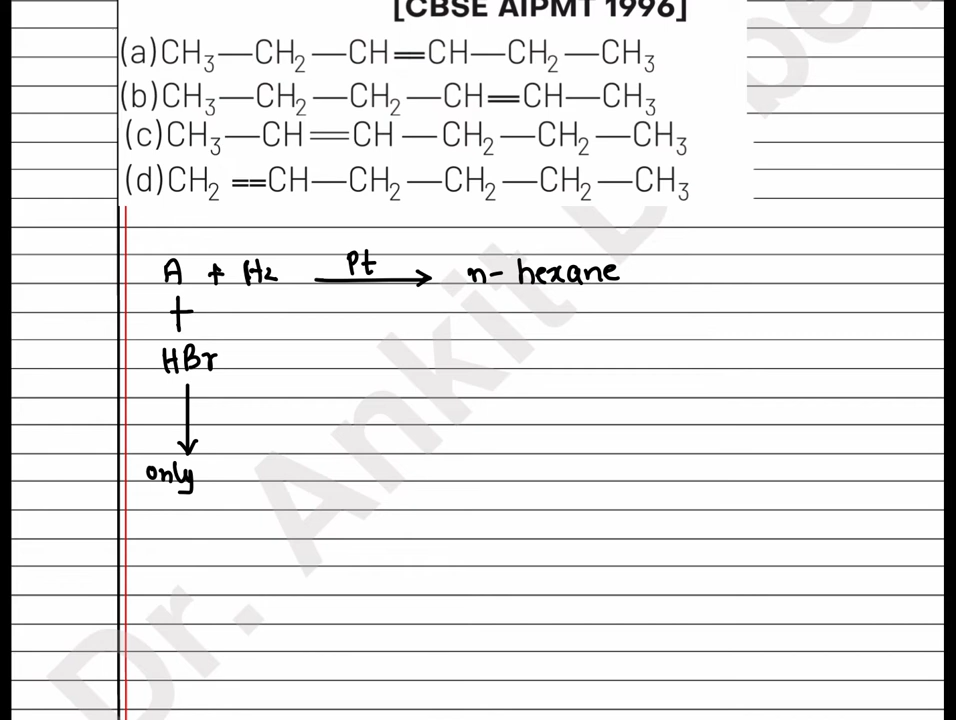 [CBSE AIPMT 1996]
(a)CH₃—CH₂—CH=CH—CH₂—CH₃
(b)CH₃—CH₂—CH₂—CH=CH—CH₃
(c)CH₃—CH=CH—CH₂—CH₂—CH₃
(d)CH₂=CH—CH₂—CH₂—CH₂—CH₃
A + H₂ Pt → n- hexane
+
HBr
↓
only
Dr. Ankit